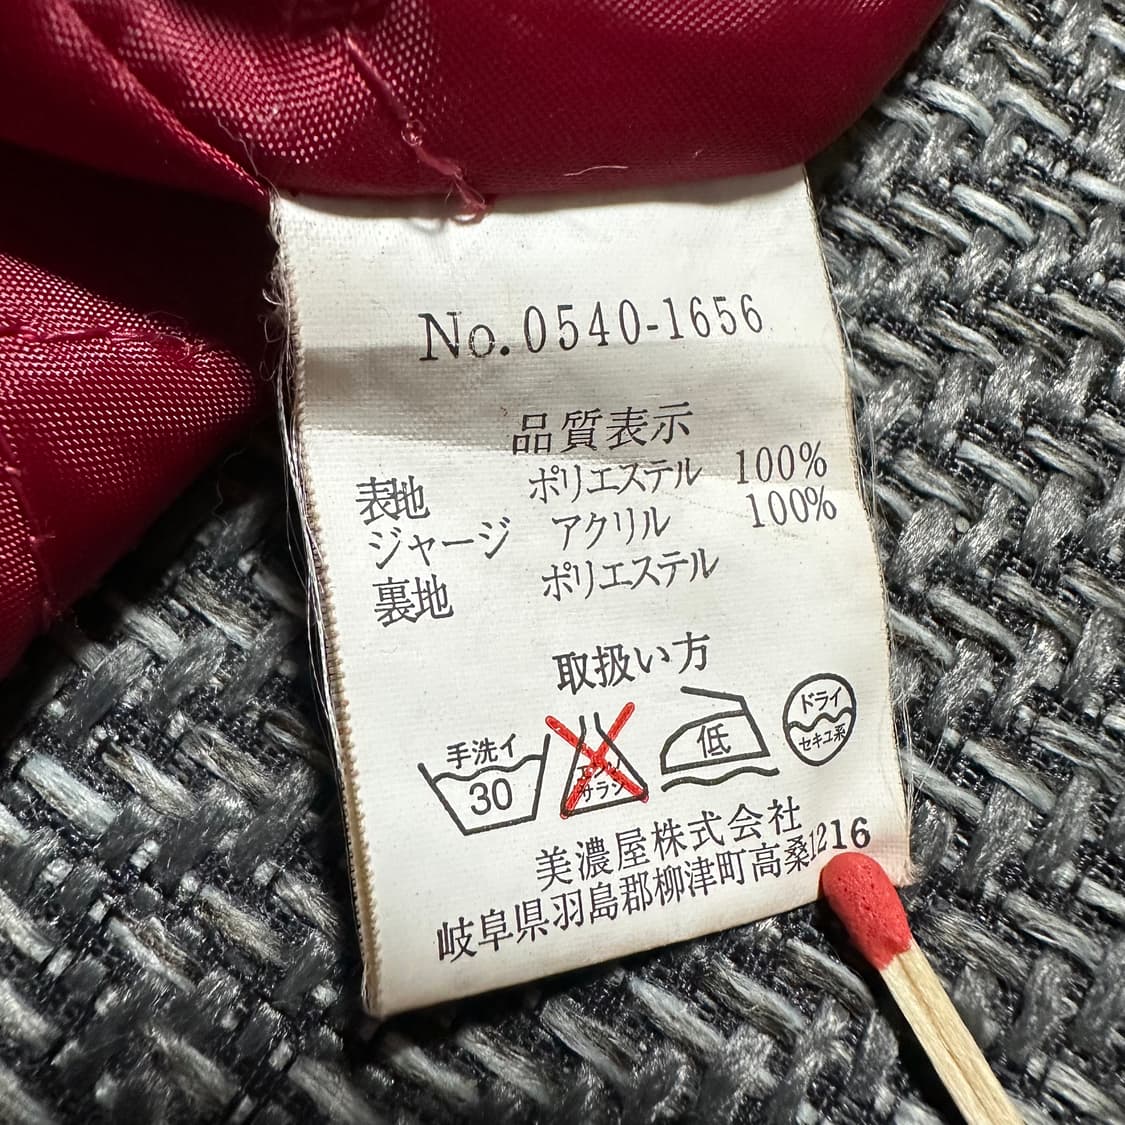 No.0540-1656
品質表示
表地 ポリエステル 100%
ジャージ アクリル 100%
裏地 ポリエステル
取扱い方
手洗イ
30
サラシ
低
ドライ
セキユ系
美濃屋株式会社
岐阜県羽島郡柳津町高桑1216